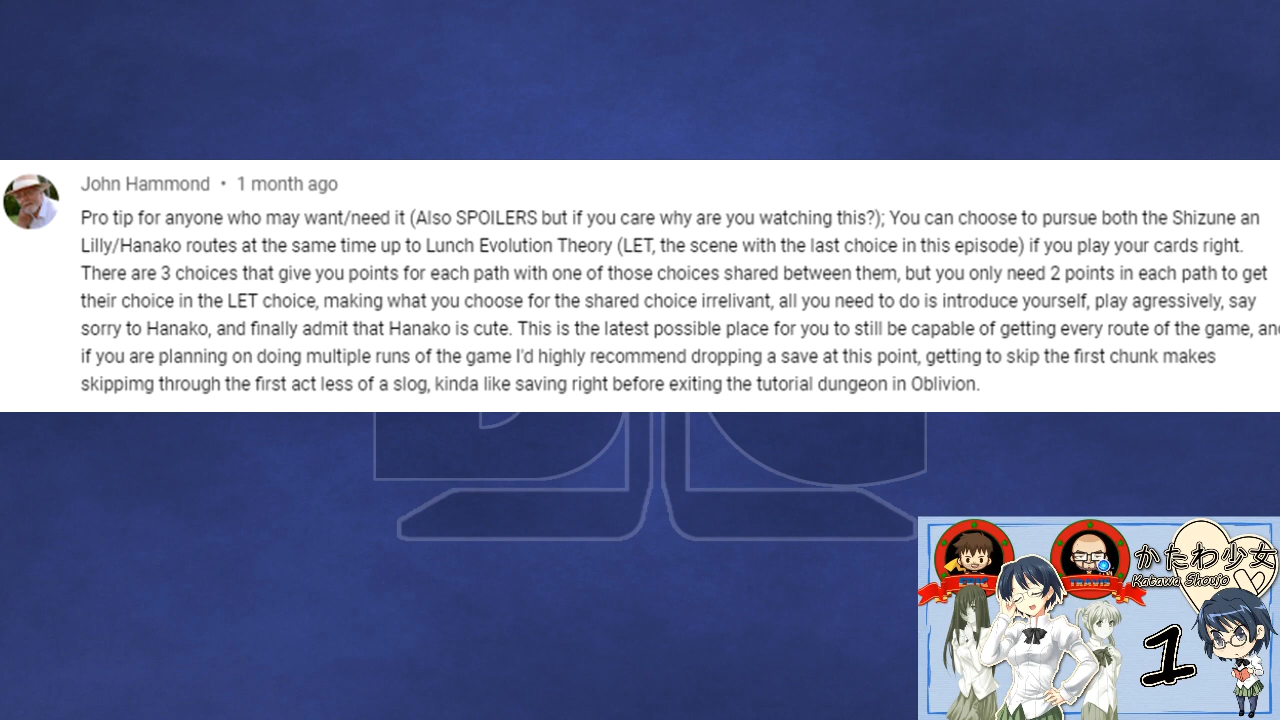 John Hammond • 1 month ago
Pro tip for anyone who may want/need it (Also SPOILERS but if you care why are you watching this?); You can choose to pursue both the Shizune an
Lilly/Hanako routes at the same time up to Lunch Evolution Theory (LET, the scene with the last choice in this episode) if you play your cards right.
There are 3 choices that give you points for each path with one of those choices shared between them, but you only need 2 points in each path to get
their choice in the LET choice, making what you choose for the shared choice irrelivant, all you need to do is introduce yourself, play agressively, say
sorry to Hanako, and finally admit that Hanako is cute. This is the latest possible place for you to still be capable of getting every route of the game, and
if you are planning on doing multiple runs of the game I'd highly recommend dropping a save at this point, getting to skip the first chunk makes
skippimg through the first act less of a slog, kinda like saving right before exiting the tutorial dungeon in Oblivion.
ERIC
TRAVIS
かたわ少女
Katawa Shoujo
1